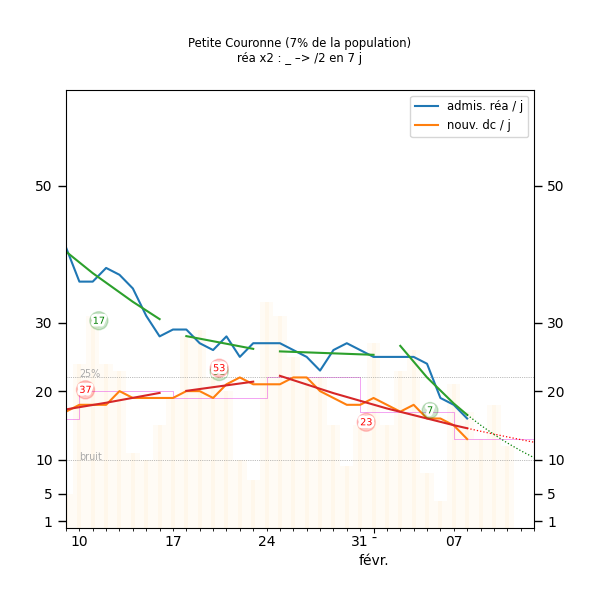 Petite Couronne (7% de la population)
réa x2 : _ –> /2 en 7 j
admis. réa / j
nouv. dc / j
50 50
17
30 30
53
25%
37
20 20
7
23
bruit
10 10
5 5
1 1
10 17 24 31 - 07
févr.